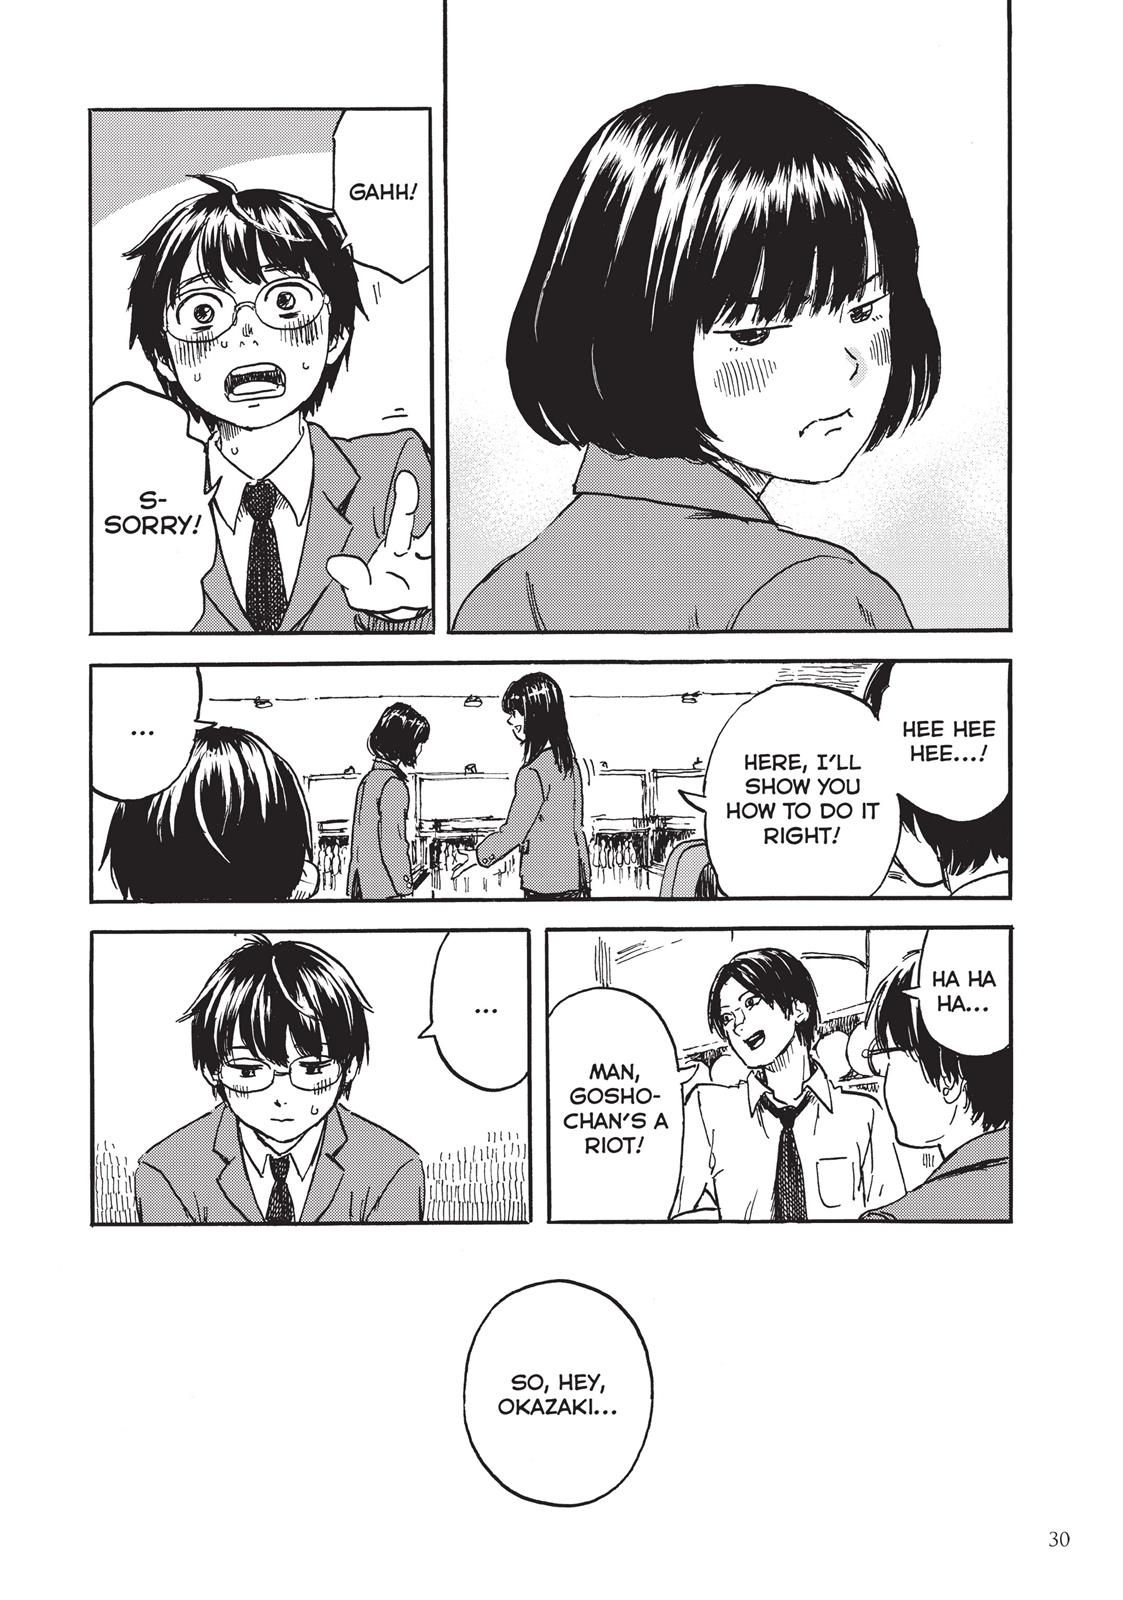 GAHH!
S-
SORRY!
HEE HEE
HEE...!
HERE, I'LL
SHOW YOU
HOW TO DO IT
RIGHT!
...
HA HA
HA...
MAN,
GOSHO-
CHAN'S A
RIOT!
...
SO, HEY,
OKAZAKI...
30